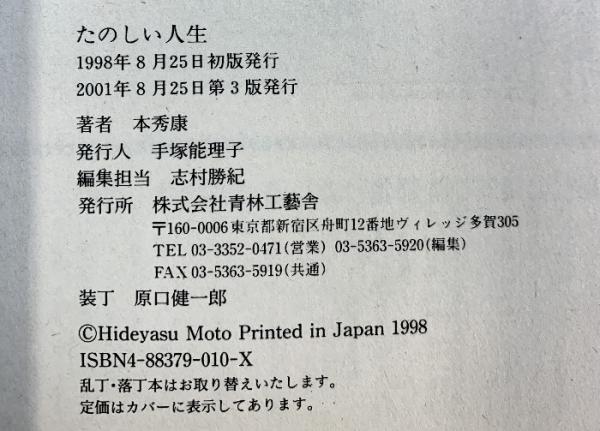 たのしい人生
1998年8月25日初版発行
2001年8月25日第3版発行
著者　本秀康
発行人　手塚能理子
編集担当　志村勝紀
発行所　株式会社青林工藝舎
〒160-0006東京都新宿区舟町12番地ヴィレッジ多賀305
TEL 03-3352-0471(営業) 03-5363-5920(編集)
FAX 03-5363-5919(共通)
装丁　原口健一郎
©Hideyasu Moto Printed in Japan 1998
ISBN4-88379-010-X
乱丁・落丁本はお取り替えいたします。
定価はカバーに表示してあります。